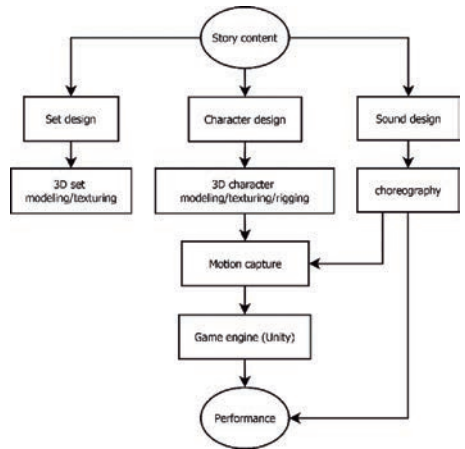 Story content
Set design
Character design
Sound design
3D set
modeling/texturing
3D character
modeling/texturing/rigging
choreography
Motion capture
Game engine (Unity)
Performance